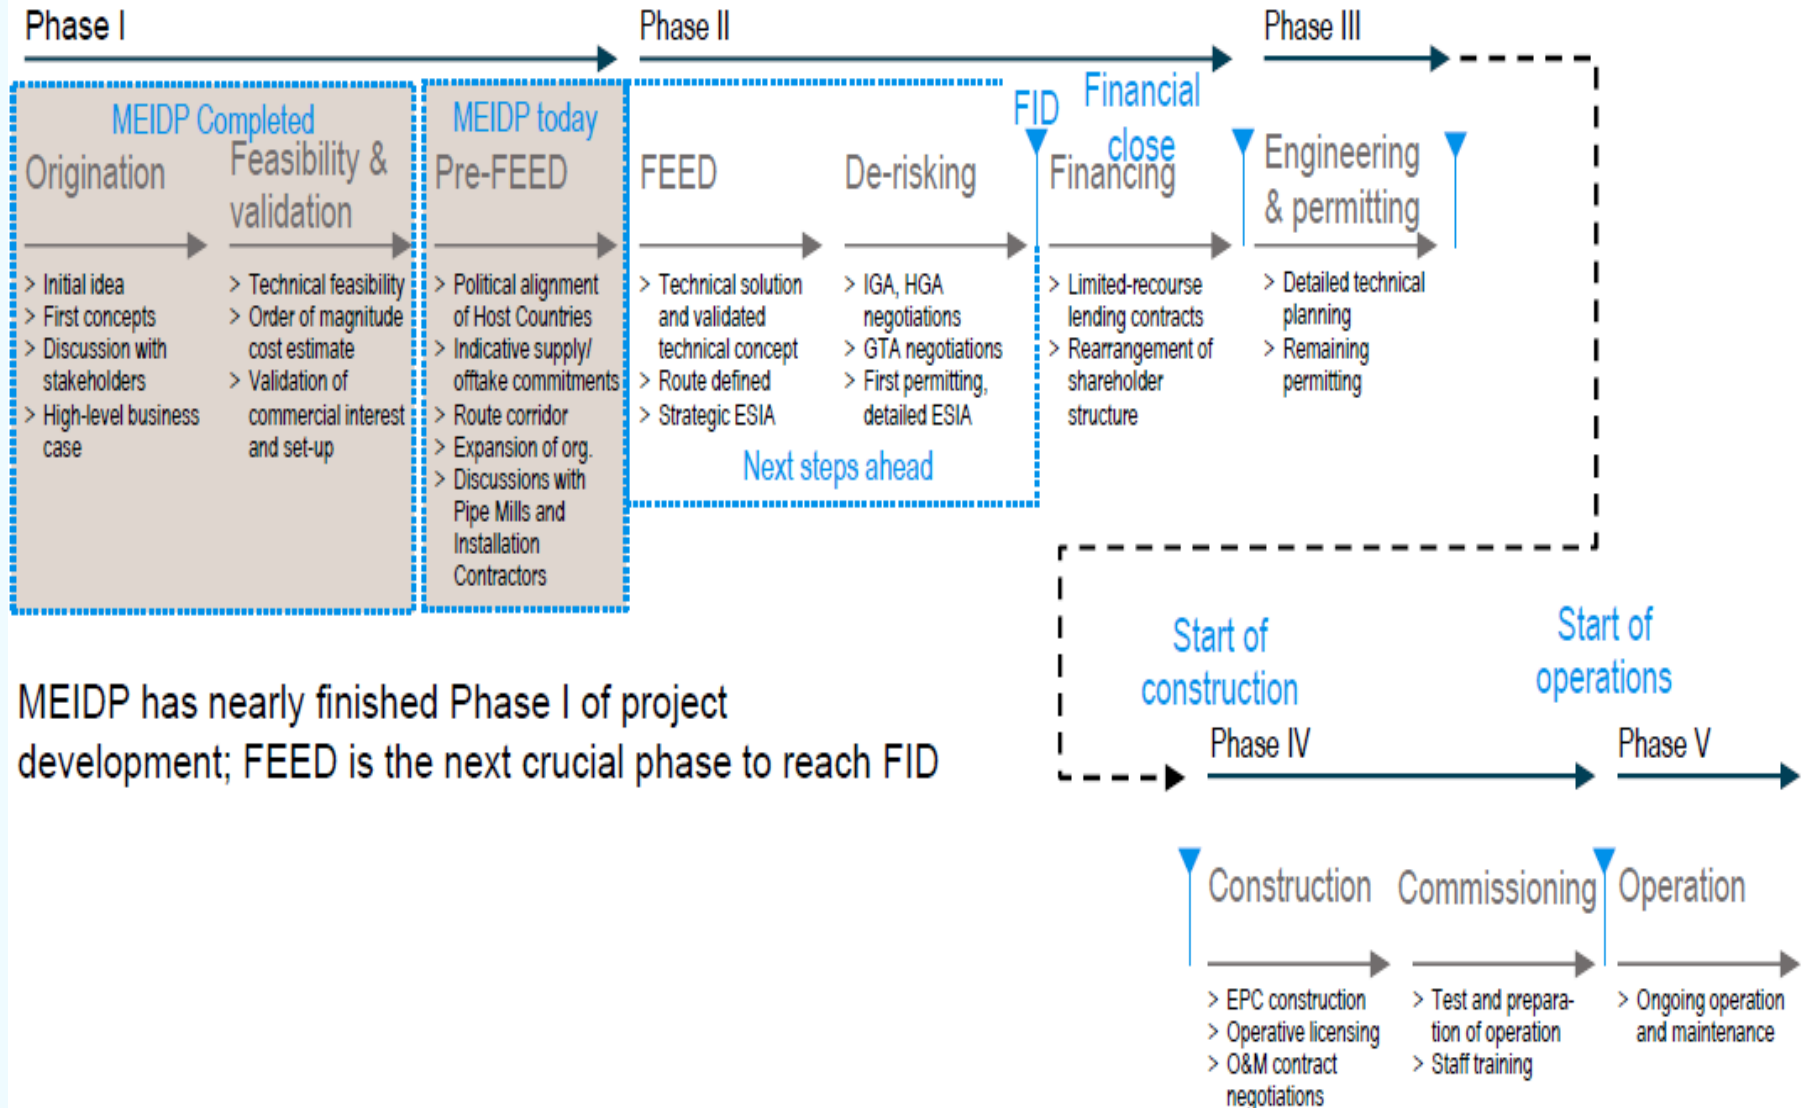 Phase I
Phase II
Phase III
MEIDP Completed
MEIDP today
FID
Financial
close
Origination
Feasibility &
validation
Pre-FEED
FEED
De-risking
Financing
Engineering
& permitting
> Initial idea
> First concepts
> Discussion with
stakeholders
> High-level business
case
> Technical feasibility
> Order of magnitude
cost estimate
> Validation of
commercial interest
and set-up
> Political alignment
of Host Countries
> Indicative supply/
offtake commitments
> Route corridor
> Expansion of org.
> Discussions with
Pipe Mills and
Installation
Contractors
> Technical solution
and validated
technical concept
> Route defined
> Strategic ESIA
> IGA, HGA
negotiations
> GTA negotiations
> First permitting,
detailed ESIA
> Limited-recourse
lending contracts
> Rearrangement of
shareholder
structure
> Detailed technical
planning
> Remaining
permitting
Next steps ahead
MEIDP has nearly finished Phase I of project
development; FEED is the next crucial phase to reach FID
Start of
construction
Start of
operations
Phase IV
Phase V
Construction
Commissioning
Operation
> EPC construction
> Operative licensing
> O&M contract
negotiations
> Test and prepara-
tion of operation
> Staff training
> Ongoing operation
and maintenance